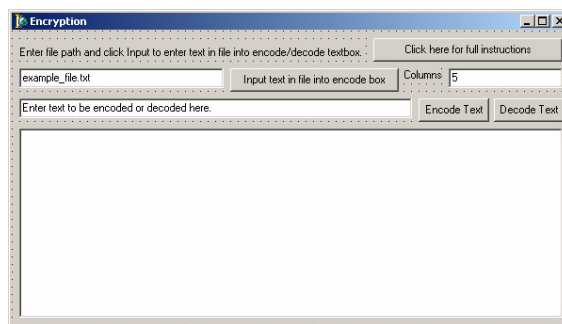 Encryption
Enter file path and click Input to enter text in file into encode/decode textbox.
Click here for full instructions
example_file.txt
Input text in file into encode box
Columns
5
Enter text to be encoded or decoded here.
Encode Text
Decode Text